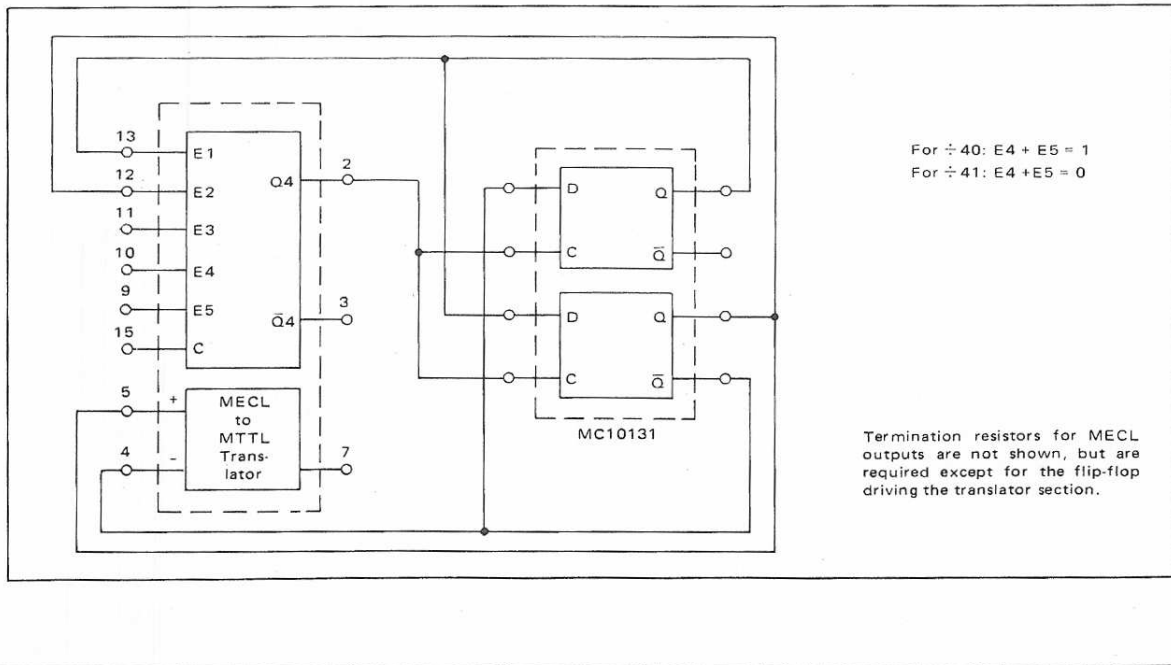 13
E1
12
E2
11
E3
10
E4
9
E5
15
C
Q4
2
Q̅4
3
5
+
4
-
MECL
to
MTTL
Trans-
lator
7
D
Q
C
Q̅
D
Q
C
Q̅
MC10131
For ÷40: E4 + E5 = 1
For ÷41: E4 +E5 = 0
Termination resistors for MECL
outputs are not shown, but are
required except for the flip-flop
driving the translator section.